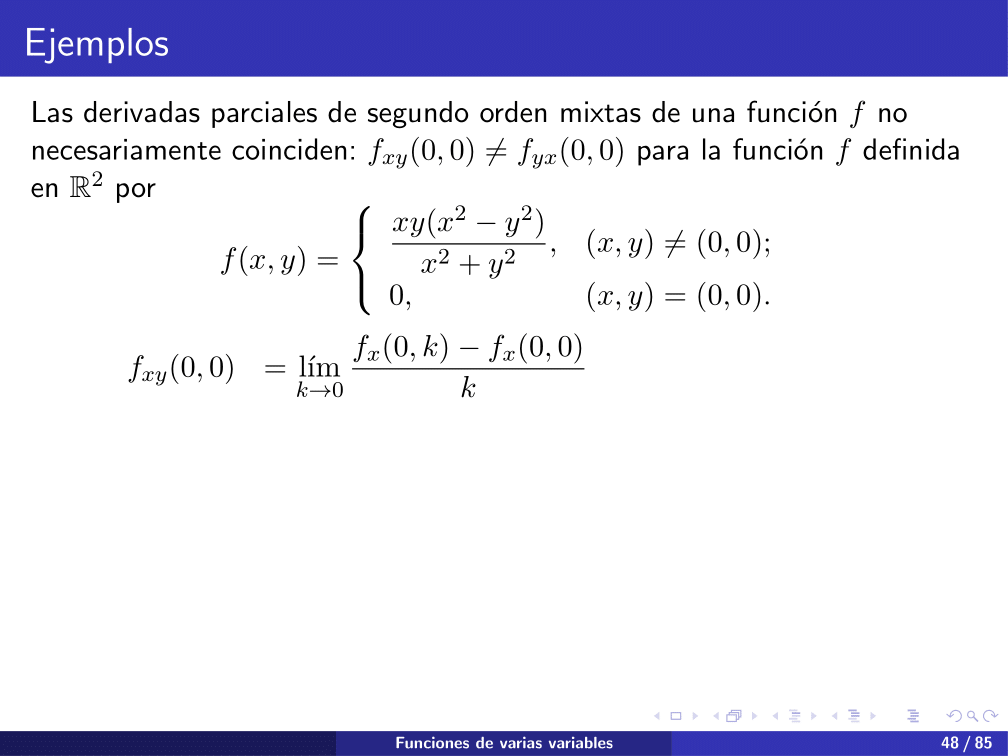 Ejemplos
Las derivadas parciales de segundo orden mixtas de una función f no
necesariamente coinciden: f_{xy}(0, 0) ≠ f_{yx}(0, 0) para la función f definida
en ℝ² por
f(x, y) = { xy(x² − y²) / (x² + y²), (x, y) ≠ (0, 0);
0, (x, y) = (0, 0).
f_{xy}(0, 0) = lím_{k→0} (f_x(0, k) − f_x(0, 0)) / k
Funciones de varias variables 48 / 85